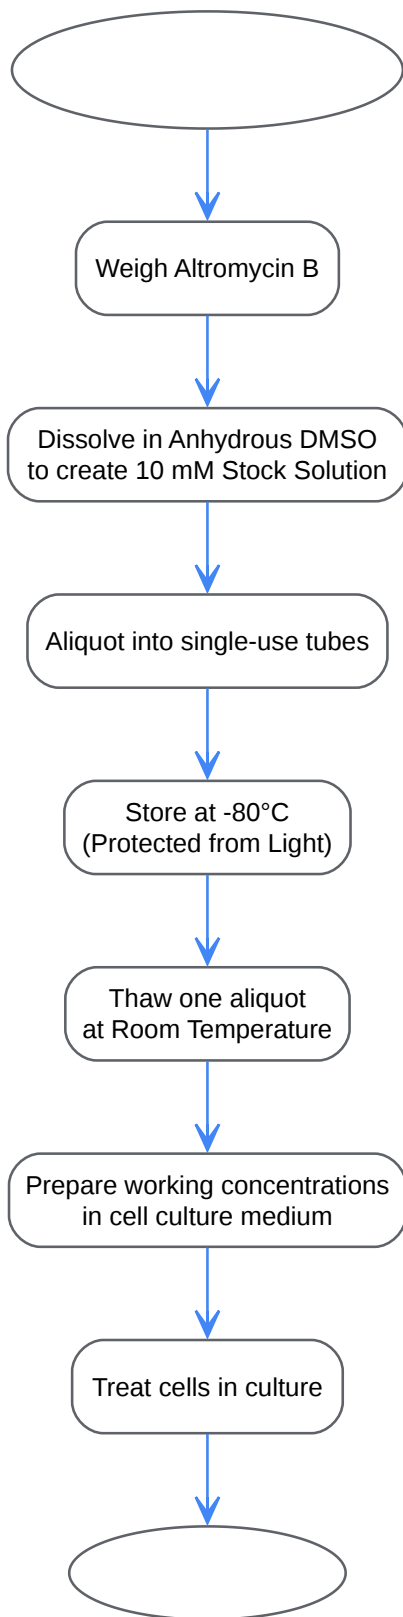 Weigh Altromycin B
Dissolve in Anhydrous DMSO
to create 10 mM Stock Solution
Aliquot into single-use tubes
Store at -80°C
(Protected from Light)
Thaw one aliquot
at Room Temperature
Prepare working concentrations
in cell culture medium
Treat cells in culture